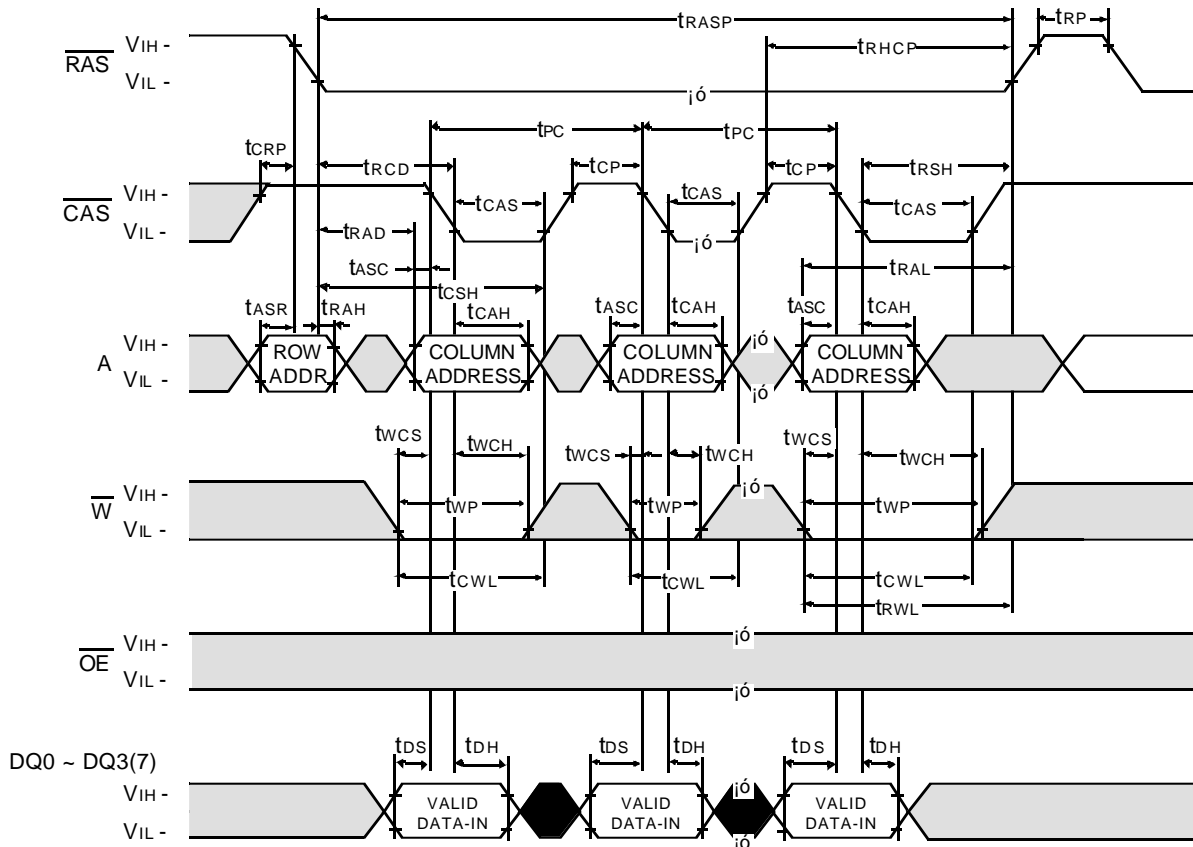 tRASP tRP
tRHCP
RAS VIH -
VIL -
¡ó
tPC tPC
tCRP tRCD tCP tCP tRSH
CAS VIH -
VIL -
tCAS tCAS tCAS
¡ó
tRAD
tASC tRAL
tCSH
tASR tRAH tCAH tASC tCAH tASC tCAH
A VIH -
VIL -
ROW ADDR.
COLUMN ADDRESS
COLUMN ADDRESS
¡ó
¡ó
COLUMN ADDRESS
tWCS tWCH tWCS tWCH tWCS tWCH
W VIH -
VIL -
¡ó
tWP tWP tWP
tCWL tCWL tCWL
tRWL
OE VIH -
VIL -
¡ó
¡ó
tDS tDH tDS tDH tDS tDH
DQ0 ~ DQ3(7)
VIH -
VIL -
VALID DATA-IN
VALID DATA-IN
¡ó
¡ó
VALID DATA-IN